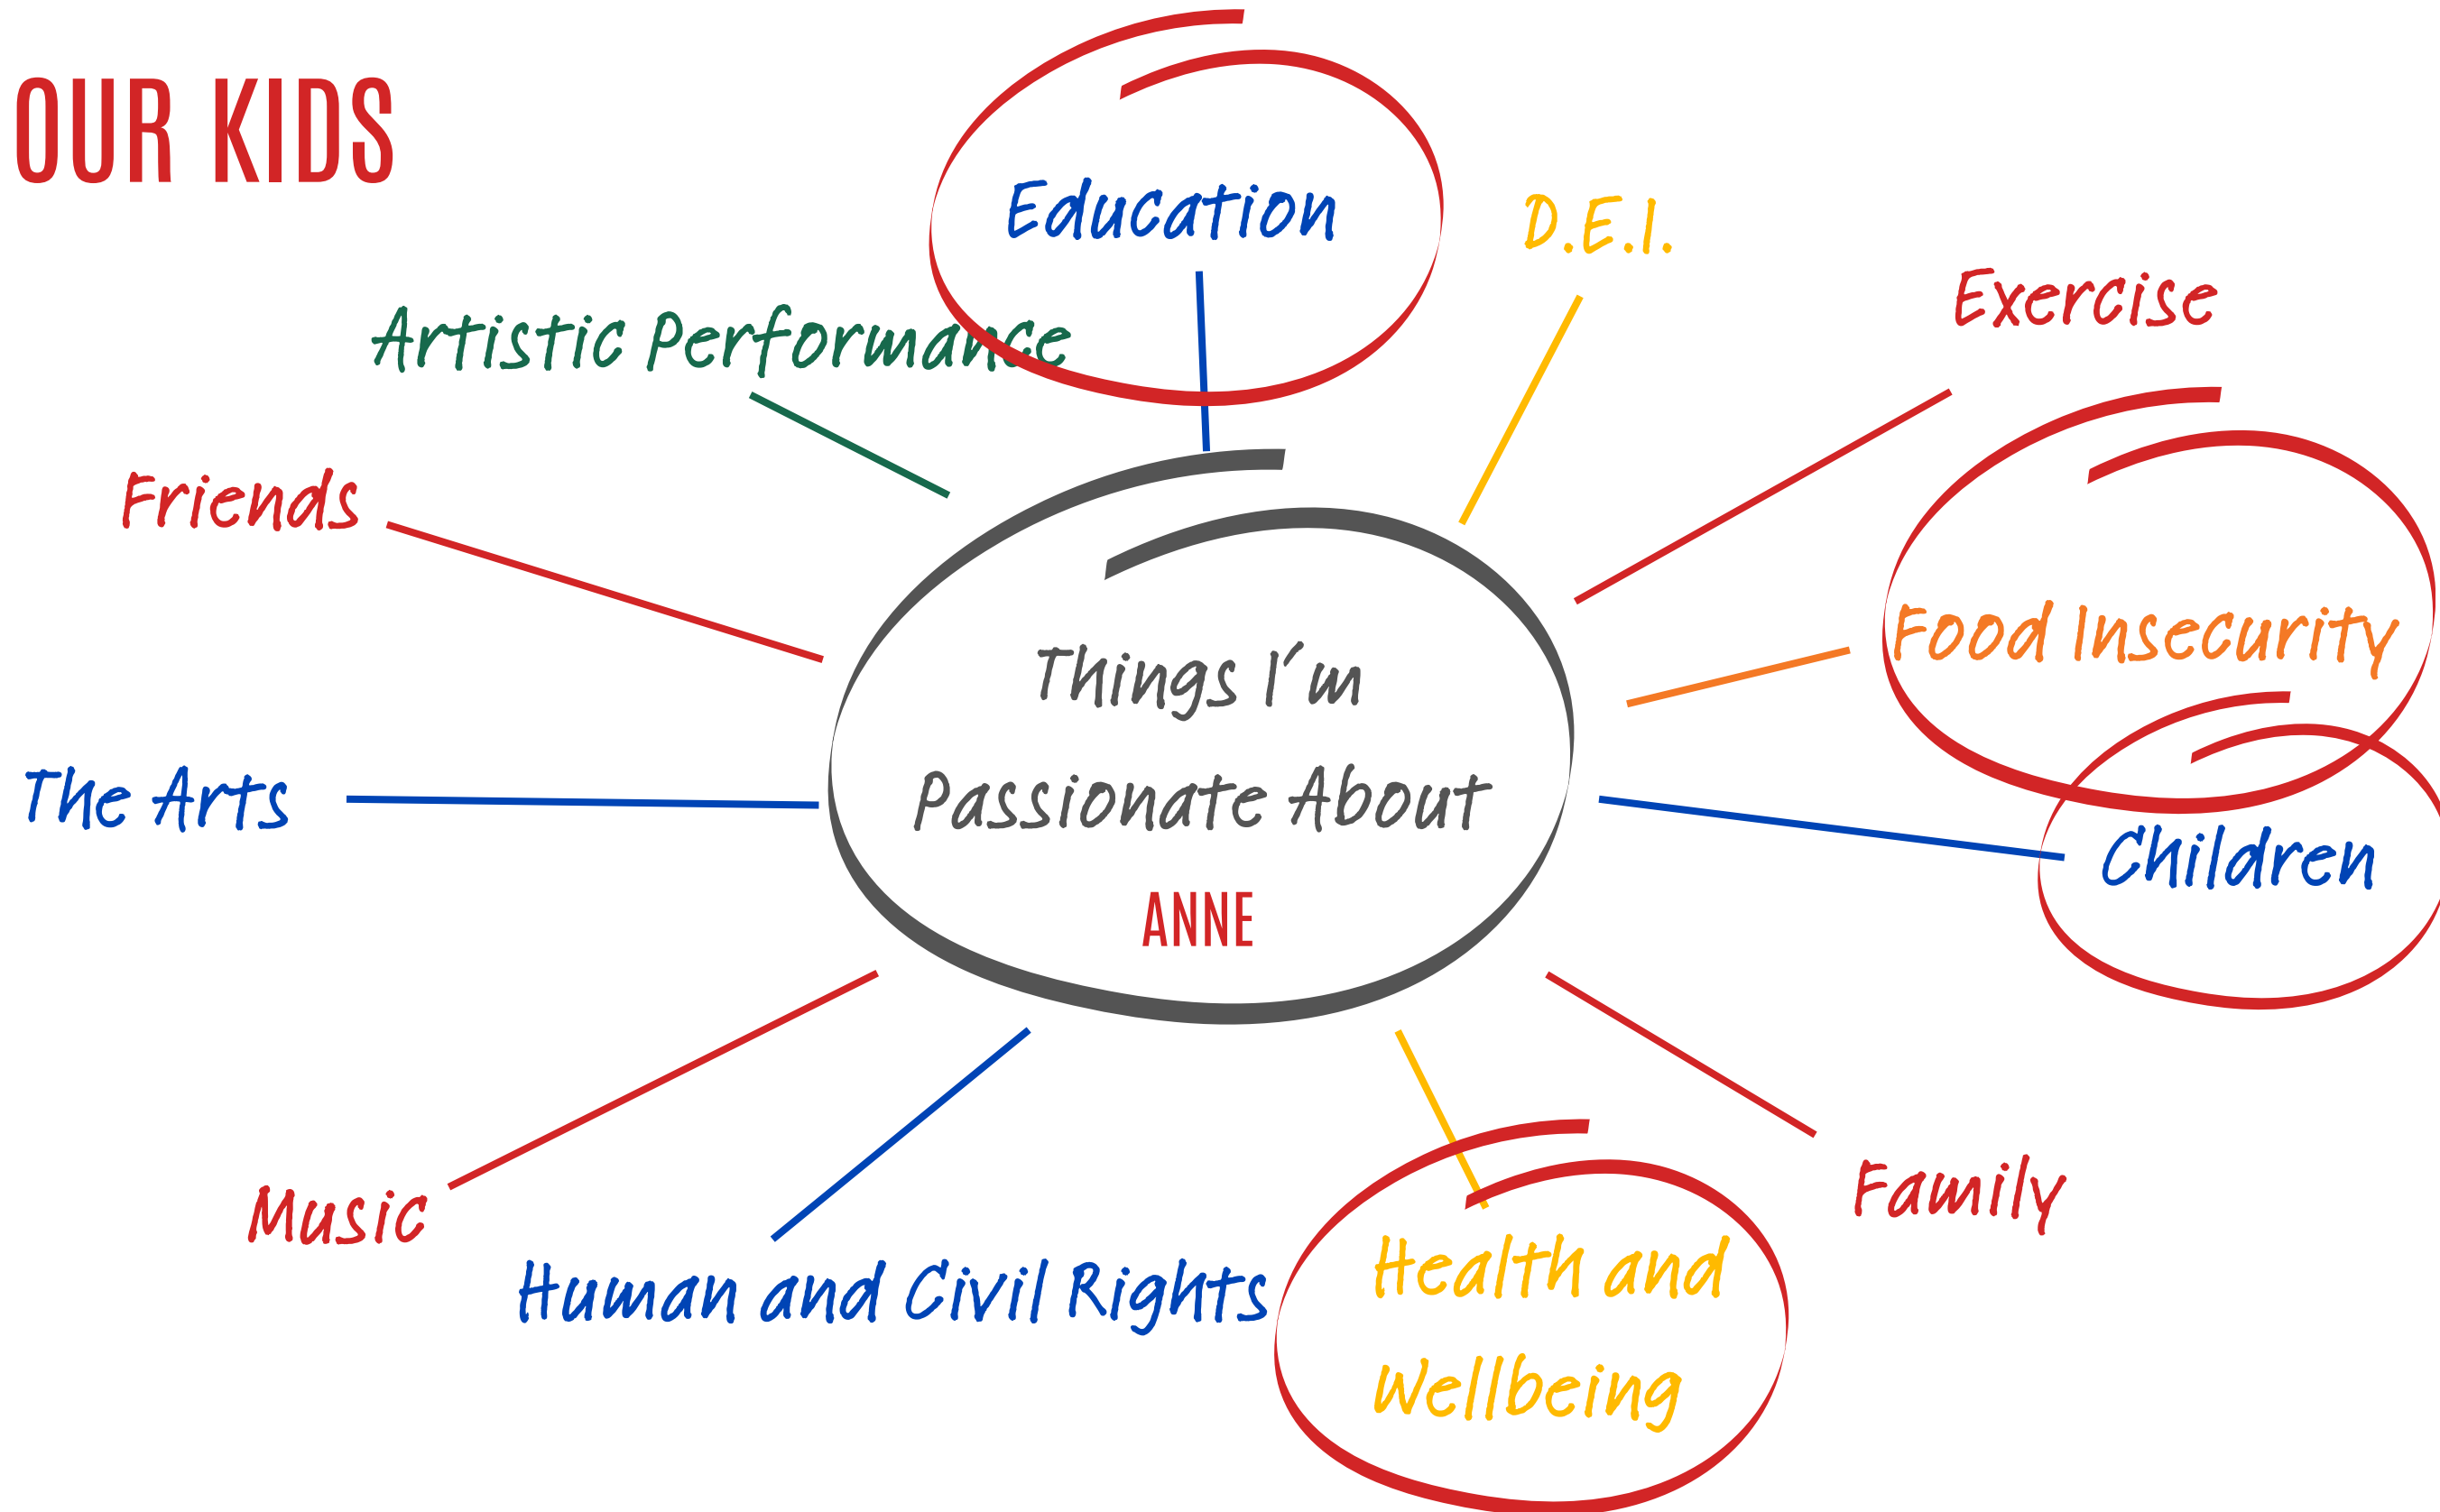 OUR KIDS
Education
D.E.I.
Exercise
Artistic Performance
Friends
Food Insecurity
Things I'm
Passionate About
ANNE
The Arts
Children
Music
Family
Human and Civil Rights
Health and
Wellbeing